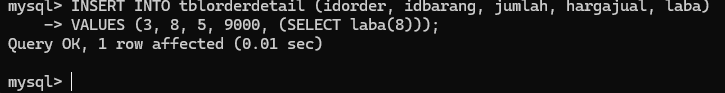 mysql> INSERT INTO tblorderdetail (idorder, idbarang, jumlah, hargajual, laba)
    -> VALUES (3, 8, 5, 9000, (SELECT laba(8)));
Query OK, 1 row affected (0.01 sec)
mysql>